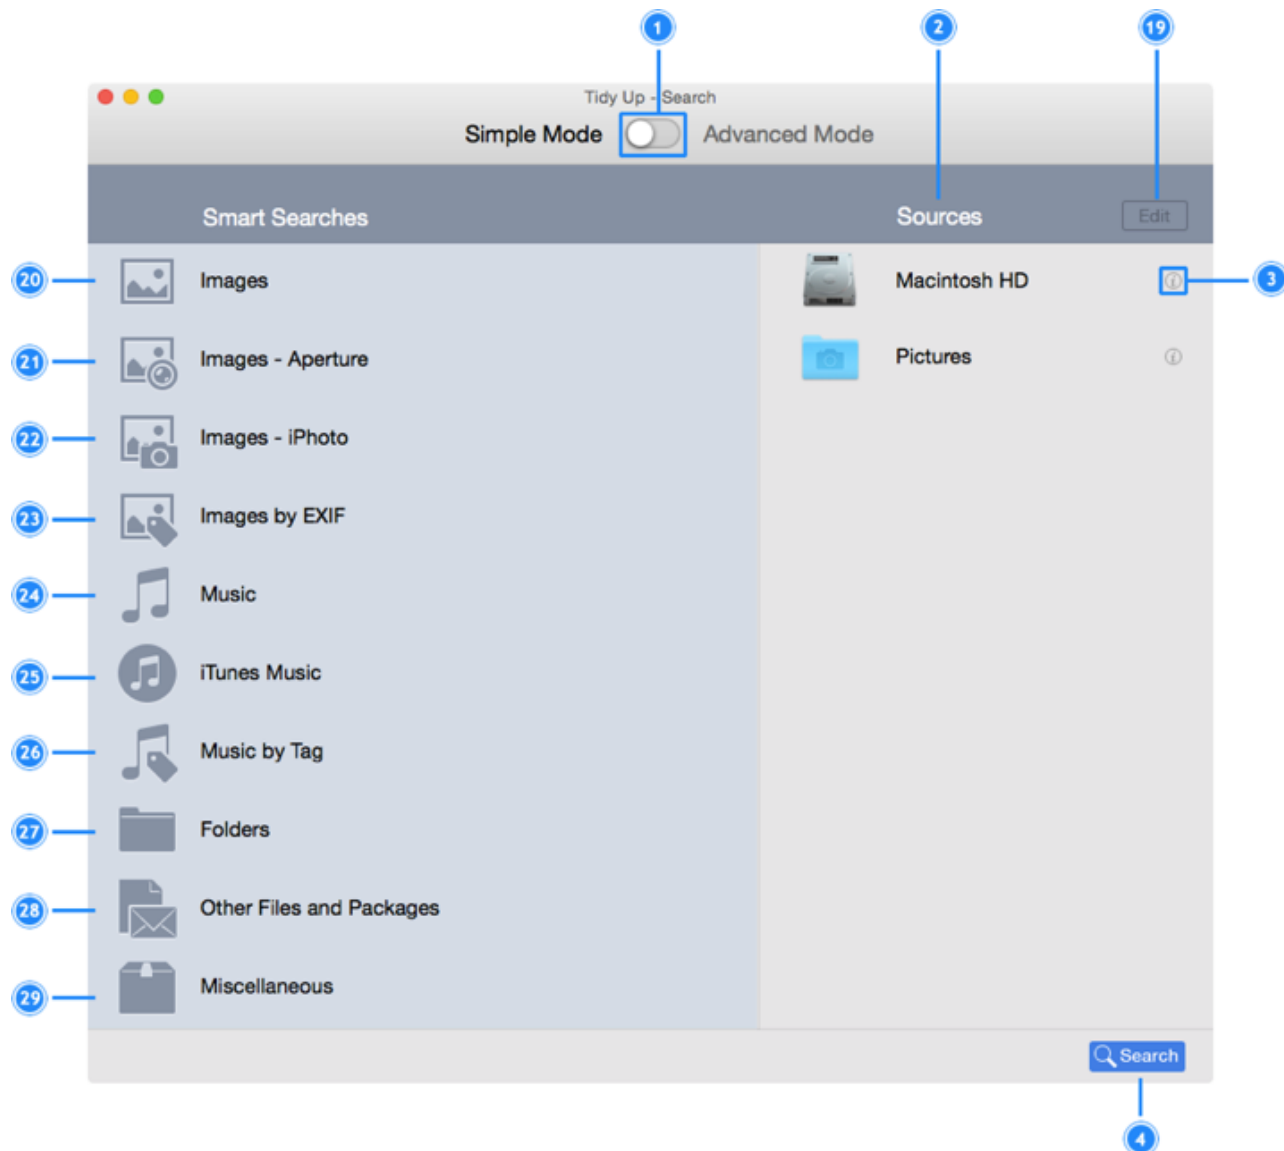 1 2 19
Tidy Up - Search
Simple Mode Advanced Mode
Smart Searches Sources Edit
20 Images Macintosh HD 3
21 Images - Aperture Pictures
22 Images - iPhoto
23 Images by EXIF
24 Music
25 iTunes Music
26 Music by Tag
27 Folders
28 Other Files and Packages
29 Miscellaneous
Search
4